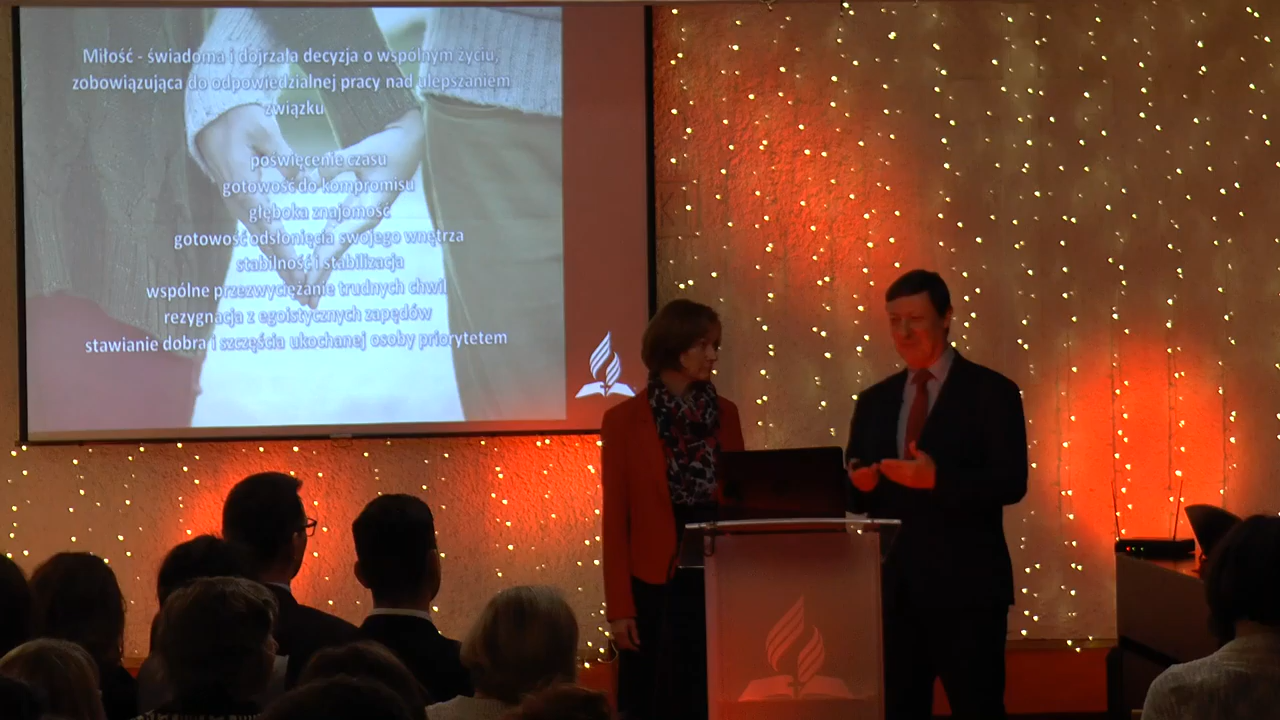 Miłość - świadoma i dojrzała decyzja o wspólnym życiu,
zobowiązująca do odpowiedzialnej pracy nad ulepszaniem
związku
poświęcenie czasu
gotowość do kompromisu
głęboka znajomość
gotowość odsłonięcia swojego wnętrza
stabilność i stabilizacja
wspólne przezwyciężanie trudnych chwil
rezygnacja z egoistycznych zapędów
stawianie dobra i szczęścia ukochanej osoby priorytetem